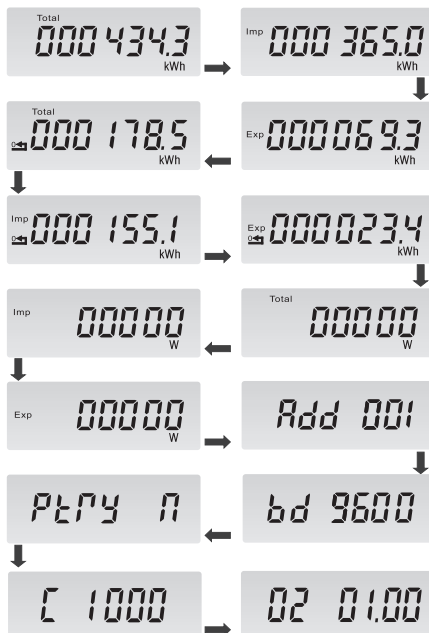 Total
000434.3
kWh
Imp
000365.0
kWh
Total
000178.5
kWh
Exp
000069.3
kWh
Imp
000155.1
kWh
Exp
000023.4
kWh
Imp
00000
W
Total
00000
W
Exp
00000
W
Add 001
PtrY n
bd 9600
C 1000
02 01.00